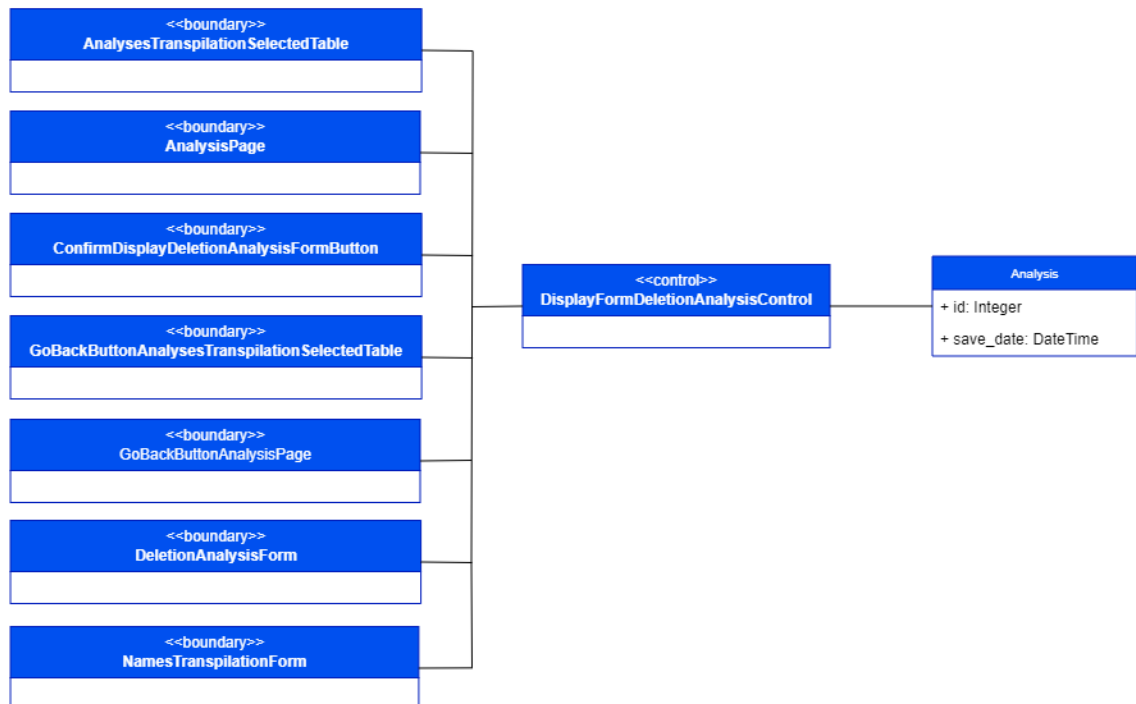 <<boundary>>
AnalysesTranspilationSelectedTable
<<boundary>>
AnalysisPage
<<boundary>>
ConfirmDisplayDeletionAnalysisFormButton
<<boundary>>
GoBackButtonAnalysesTranspilationSelectedTable
<<boundary>>
GoBackButtonAnalysisPage
<<boundary>>
DeletionAnalysisForm
<<boundary>>
NamesTranspilationForm
<<control>>
DisplayFormDeletionAnalysisControl
Analysis
+ id: Integer
+ save_date: DateTime